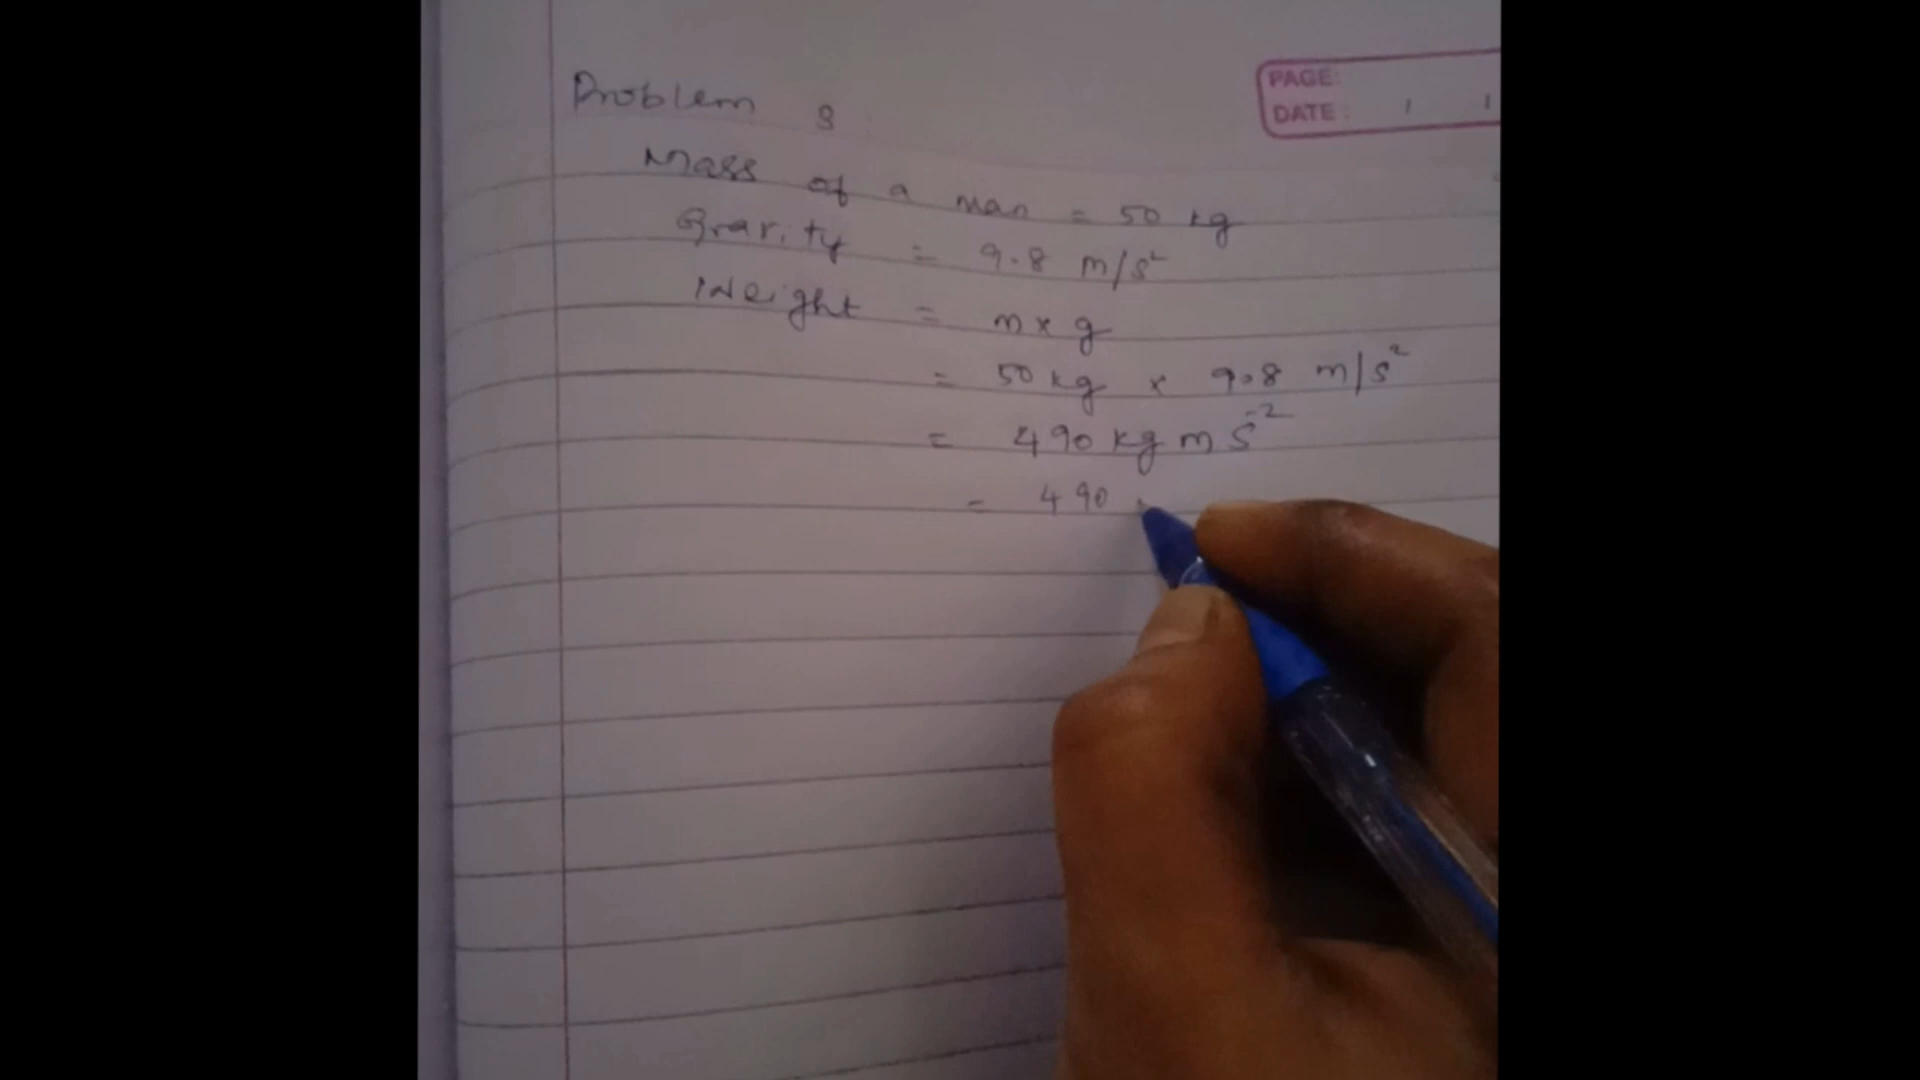 PAGE:
DATE: / /
Problem 3:
Mass of a man = 50 kg
Gravity = 9.8 m/s²
Weight = m x g
= 50 kg x 9.8 m/s²
= 490 kg m s⁻²
= 490